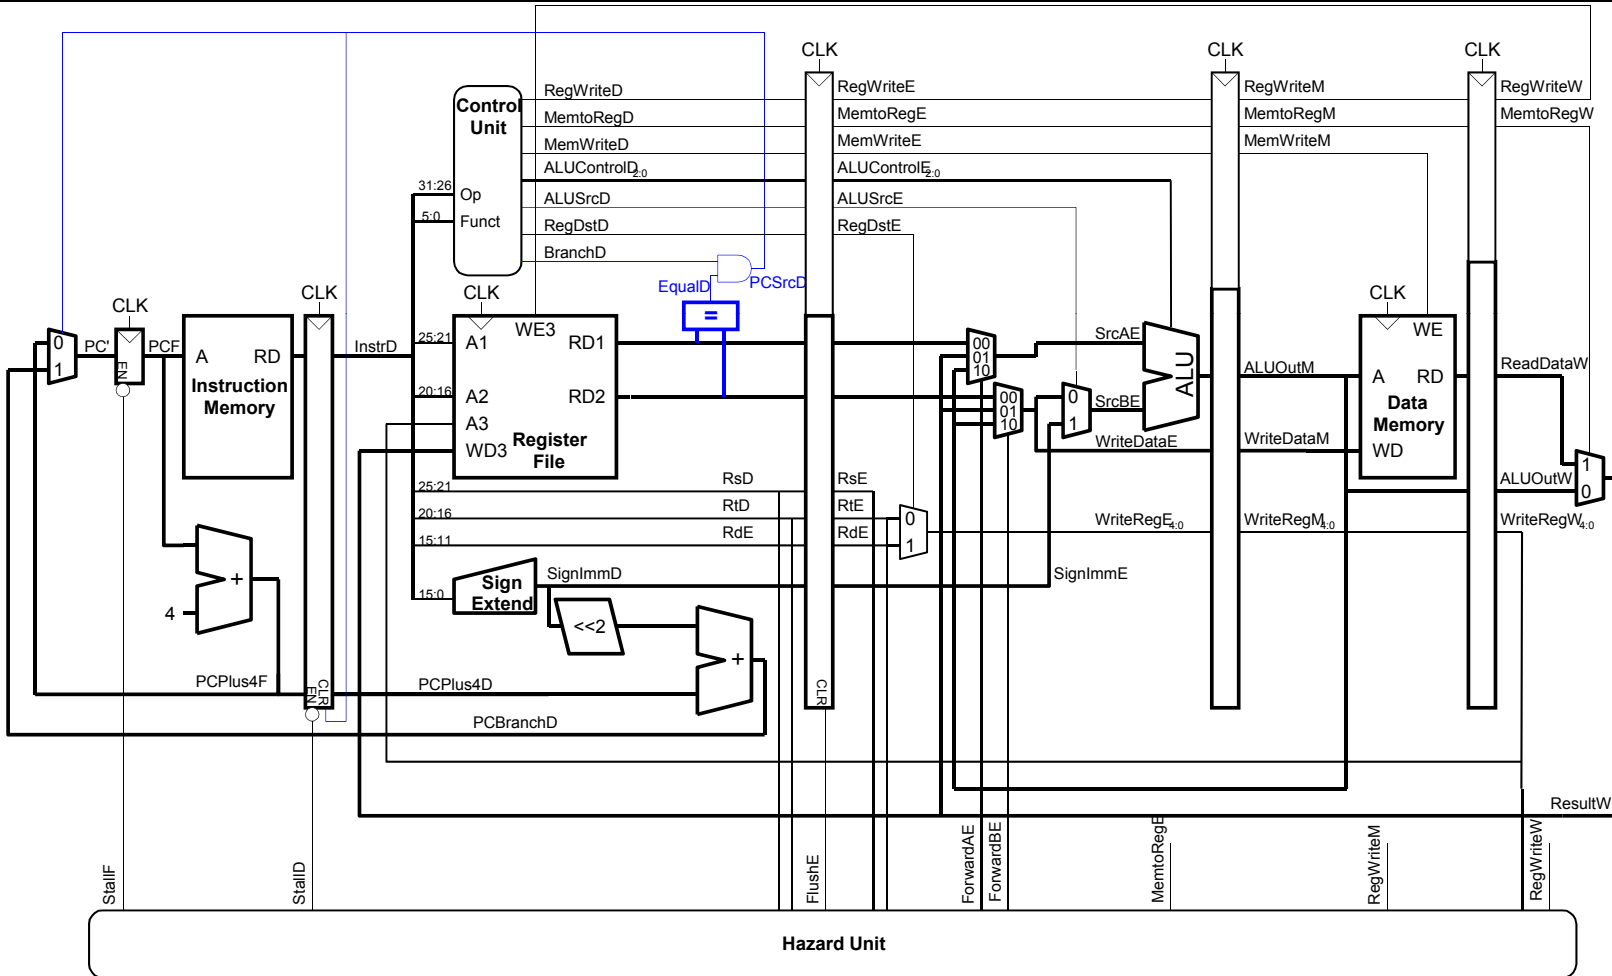 CLK
CLK
CLK
Control
Unit
RegWriteD
MemtoRegD
MemWriteD
ALUControlD2:0
ALUSrcD
RegDstD
BranchD
31:26
Op
5:0
Funct
RegWriteE
MemtoRegE
MemWriteE
ALUControlE2:0
ALUSrcE
RegDstE
RegWriteM
MemtoRegM
MemWriteM
RegWriteW
MemtoRegW
EqualD
PCSrcD
=
CLK
CLK
CLK
CLK
0
1
PC'
EN
PCF
A
RD
Instruction
Memory
InstrD
25:21
A1
WE3
RD1
20:16
A2
RD2
A3
WD3
Register
File
00
01
10
00
01
10
0
1
SrcAE
SrcBE
ALU
WriteDataE
ALUOutM
WriteDataM
A
RD
WE
Data
Memory
WD
ReadDataW
1
0
ALUOutW
25:21
RsD
RsE
20:16
RtD
RtE
15:11
RdE
RdE
0
1
WriteRegE4:0
WriteRegM4:0
WriteRegW4:0
15:0
Sign
Extend
SignImmD
SignImmE
<<2
+
4
+
PCPlus4F
EN
CLR
PCPlus4D
CLR
PCBranchD
ResultW
StallF
StallD
FlushE
ForwardAE
ForwardBE
MemtoRegE
RegWriteM
RegWriteW
Hazard Unit